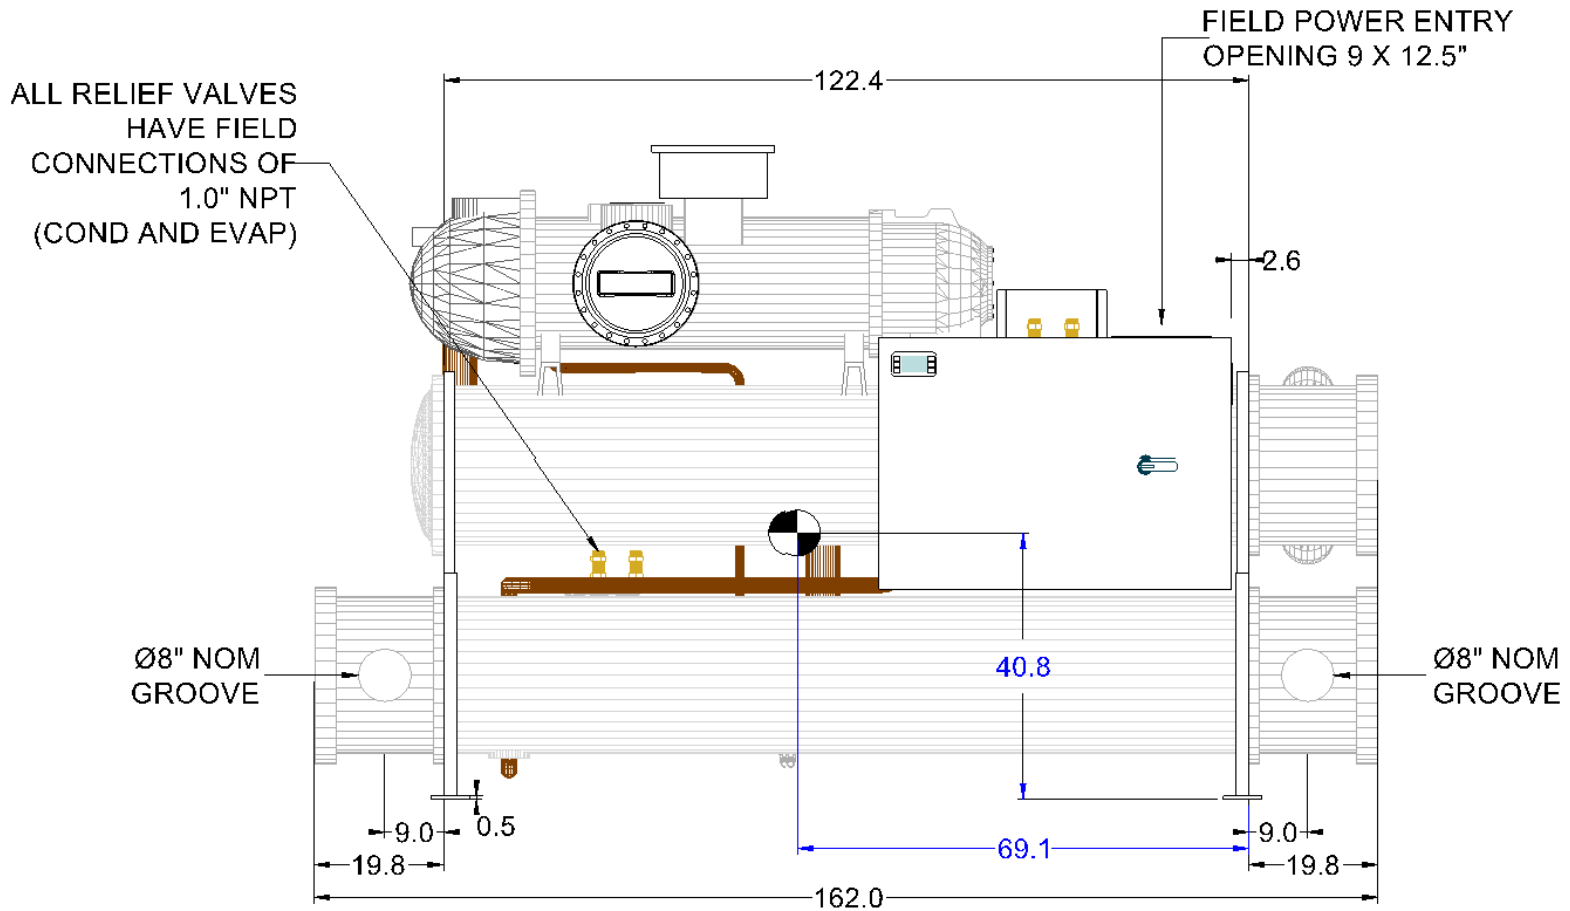 FIELD POWER ENTRY
OPENING 9 X 12.5"
122.4
ALL RELIEF VALVES
HAVE FIELD
CONNECTIONS OF
1.0" NPT
(COND AND EVAP)
2.6
40.8
Ø8" NOM
GROOVE
Ø8" NOM
GROOVE
9.0
0.5
9.0
69.1
19.8
19.8
162.0